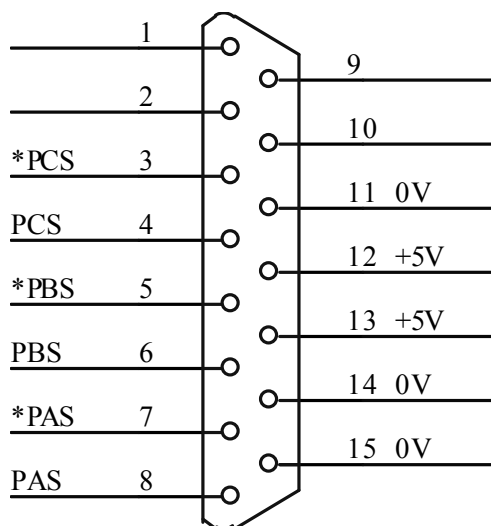 1
2
*PCS 3
PCS 4
*PBS 5
PBS 6
*PAS 7
PAS 8
9
10
11 0V
12 +5V
13 +5V
14 0V
15 0V